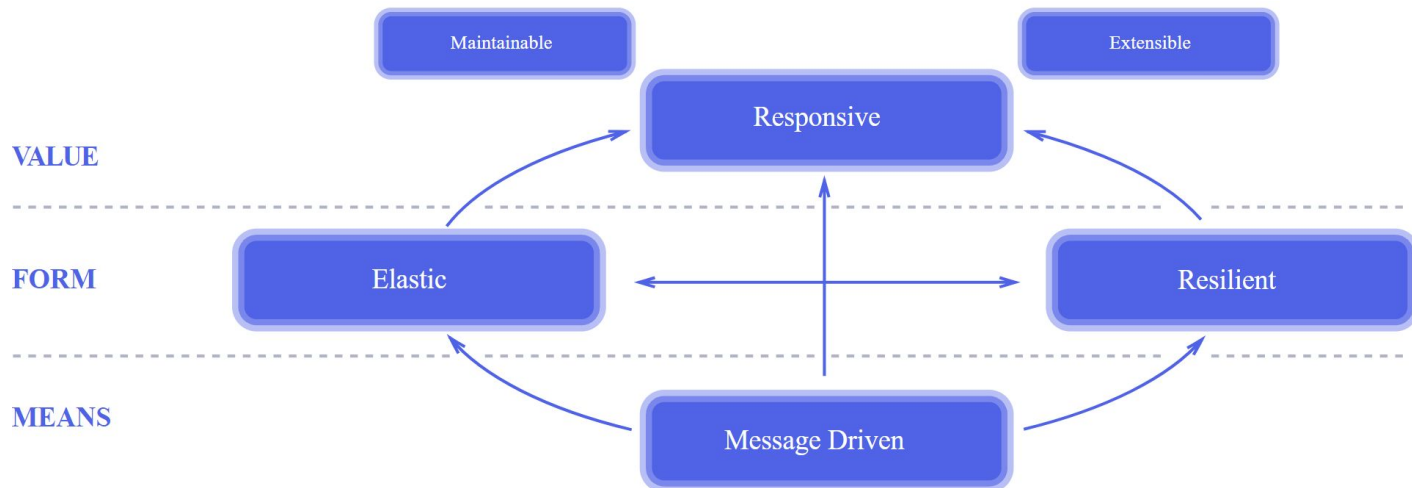 Maintainable
Extensible
Responsive
VALUE
FORM
Elastic
Resilient
MEANS
Message Driven